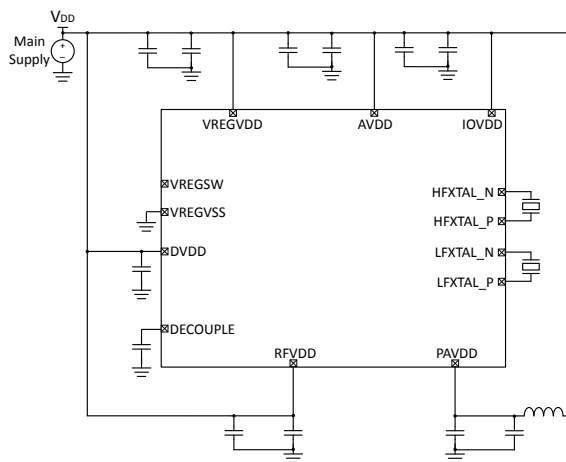 VDD
Main
Supply
+
−
VREGVDD
AVDD
IOVDD
VREGSW
HFXTAL_N
VREGVSS
HFXTAL_P
DVDD
LFXTAL_N
LFXTAL_P
DECOUPLE
RFVDD
PAVDD